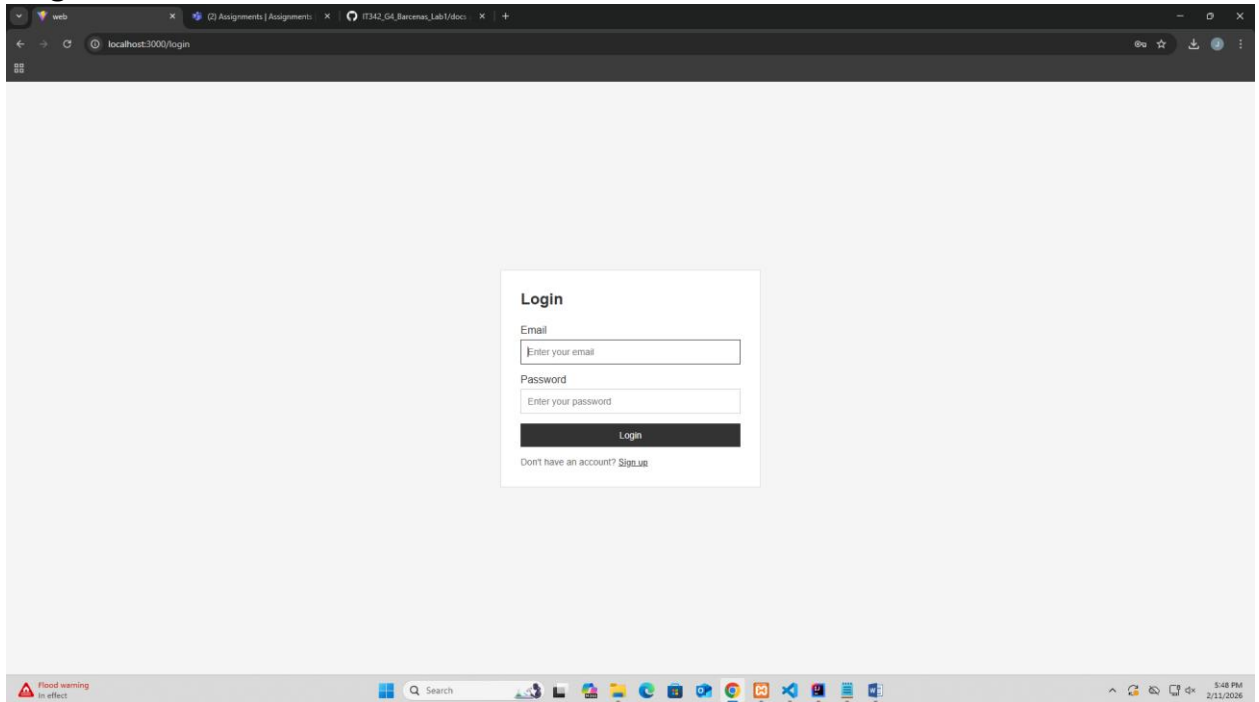 web
(2) Assignments | Assignments
IT342_G4_Barcenas_Lab1/docs
localhost:3000/login
Login
Email
Enter your email
Password
Enter your password
Login
Don't have an account? Sign up
Flood warning
In effect
Search
5:48 PM
2/11/2026